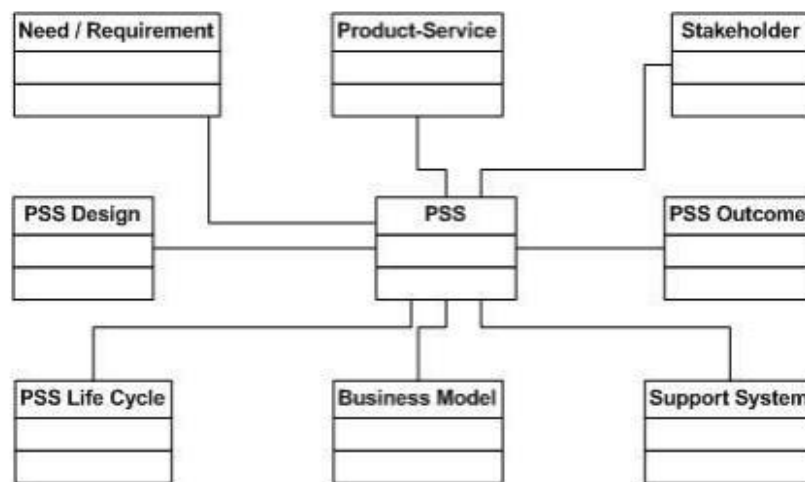 Need / Requirement
Product-Service
Stakeholder
PSS Design
PSS
PSS Outcome
PSS Life Cycle
Business Model
Support System